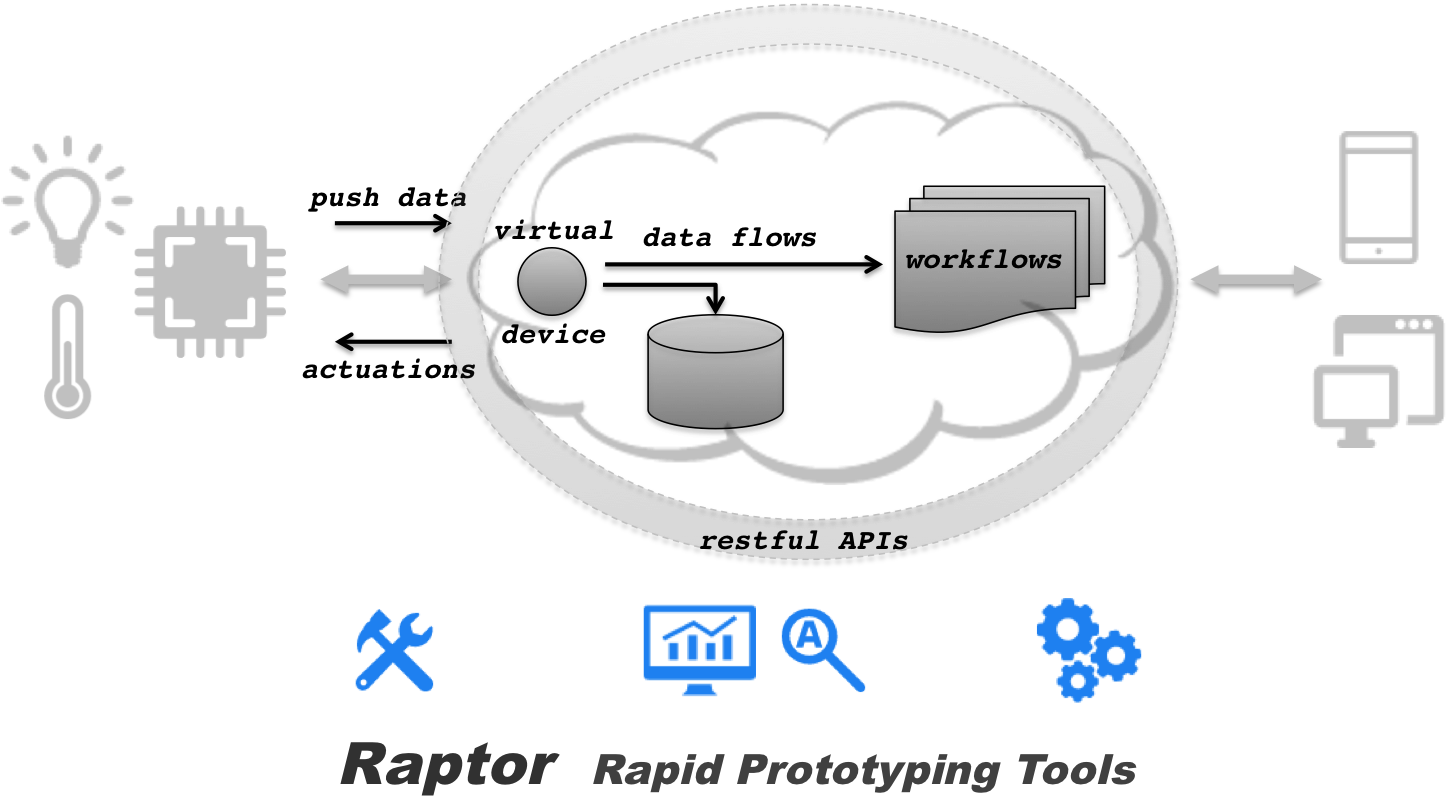 push data
virtual
data flows
workflows
device
actuations
restful APIs
A
Raptor Rapid Prototyping Tools